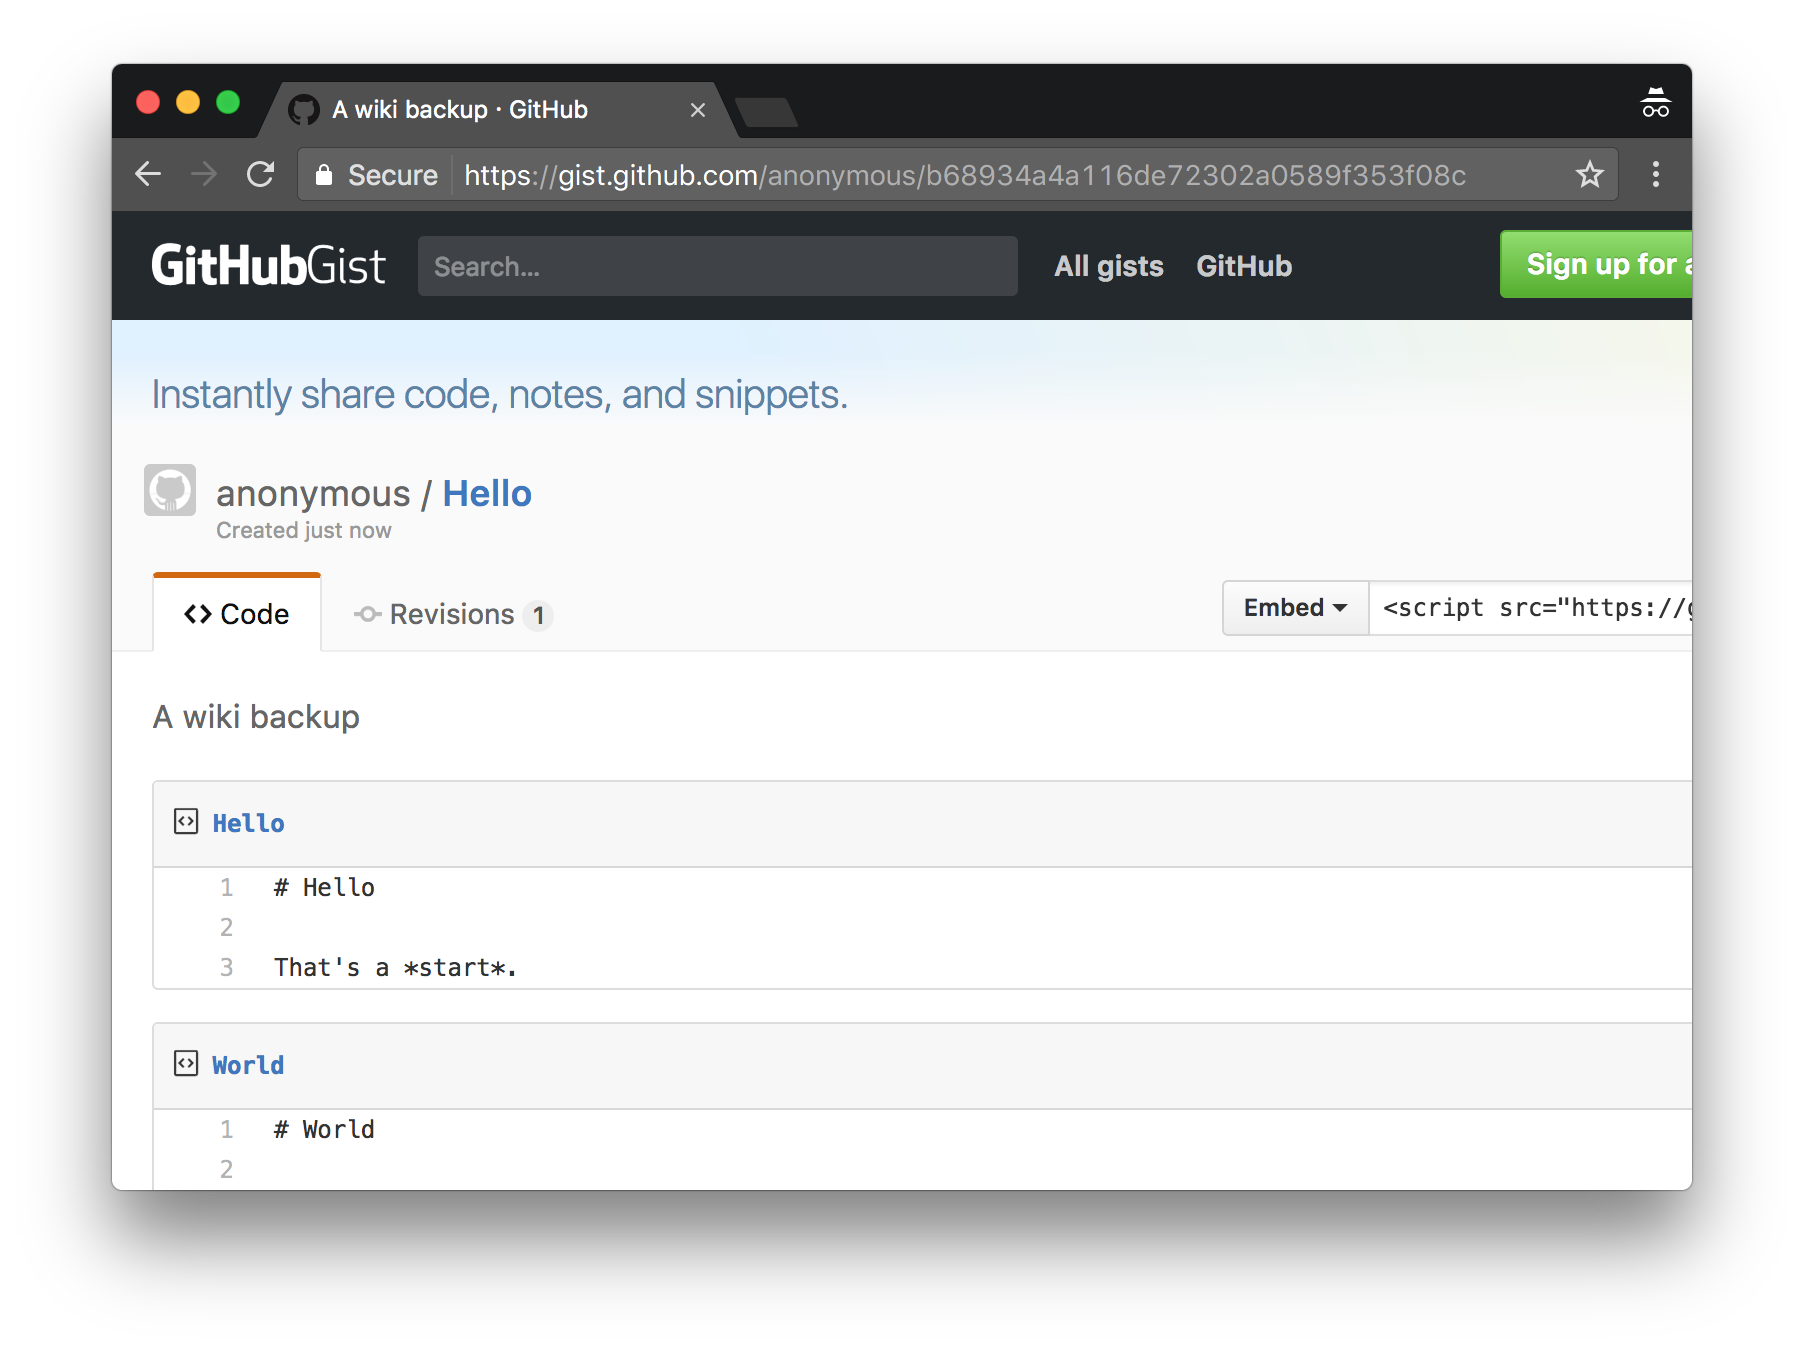 A wiki backup · GitHub
Secure https://gist.github.com/anonymous/b68934a4a116de72302a0589f353f08c
GitHubGist Search... All gists GitHub Sign up for a
Instantly share code, notes, and snippets.
anonymous / Hello
Created just now
Code Revisions 1 Embed <script src="https://g
A wiki backup
Hello
1 # Hello
2
3 That's a *start*.
World
1 # World
2